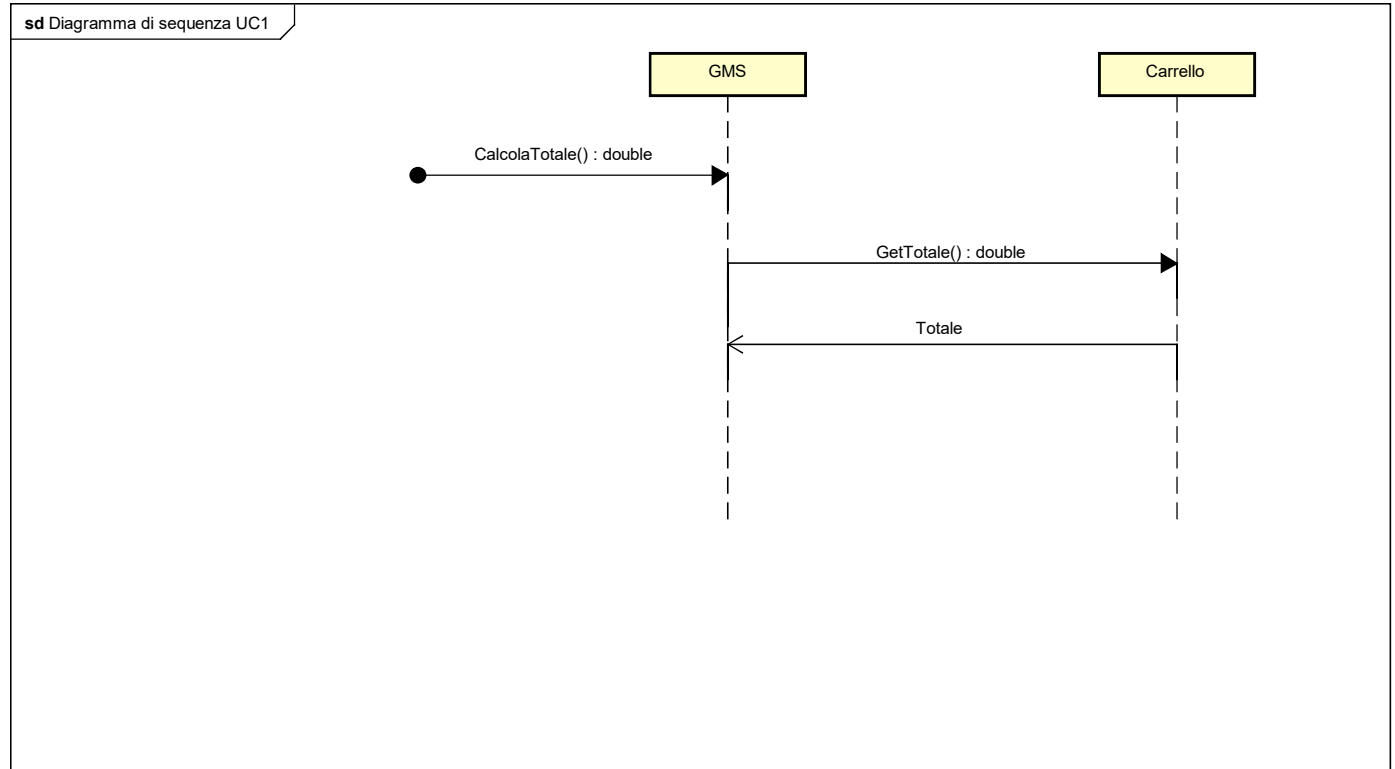 sd Diagramma di sequenza UC1
GMS
Carrello
CalcolaTotale() : double
GetTotale() : double
Totale